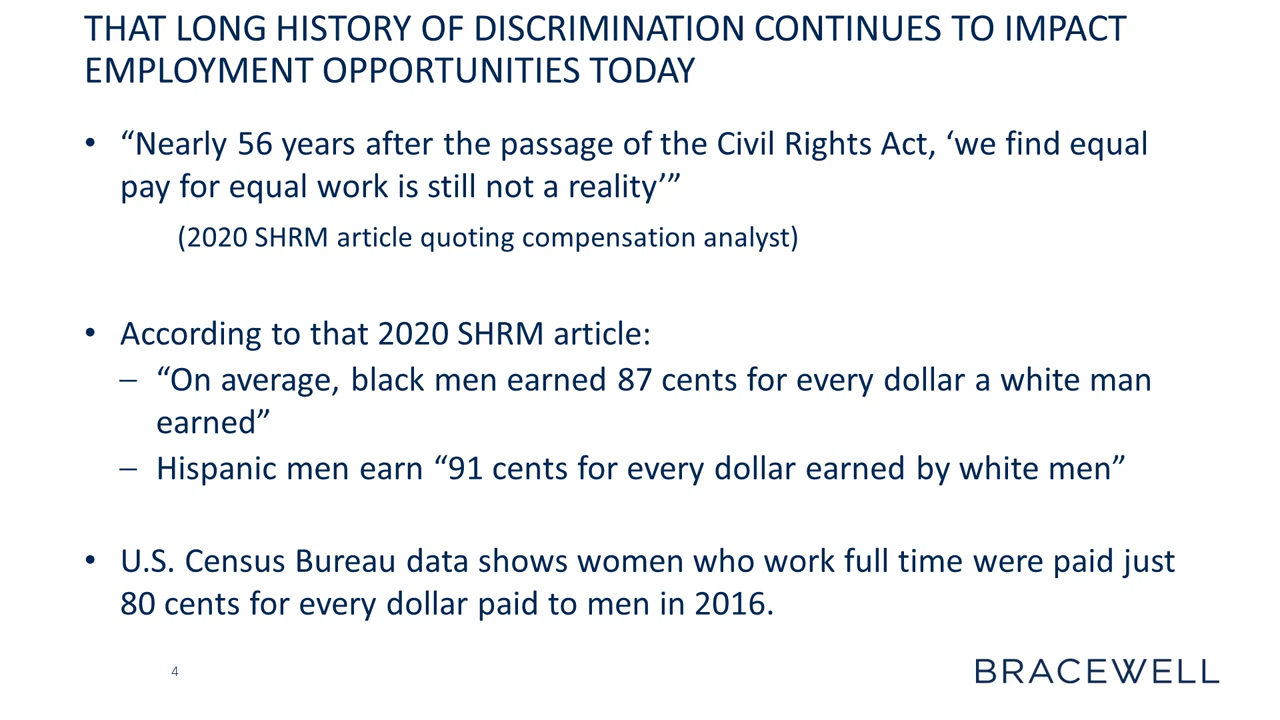 THAT LONG HISTORY OF DISCRIMINATION CONTINUES TO IMPACT
EMPLOYMENT OPPORTUNITIES TODAY
• “Nearly 56 years after the passage of the Civil Rights Act, ‘we find equal
pay for equal work is still not a reality’”
(2020 SHRM article quoting compensation analyst)
• According to that 2020 SHRM article:
– “On average, black men earned 87 cents for every dollar a white man
earned”
– Hispanic men earn “91 cents for every dollar earned by white men”
• U.S. Census Bureau data shows women who work full time were paid just
80 cents for every dollar paid to men in 2016.
4
BRACEWELL